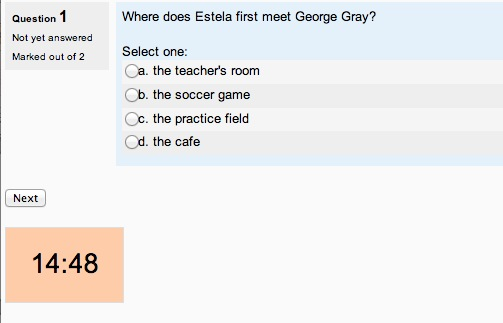 Question 1
Not yet answered
Marked out of 2
Where does Estela first meet George Gray?
Select one:
a. the teacher's room
b. the soccer game
c. the practice field
d. the cafe
Next
14:48